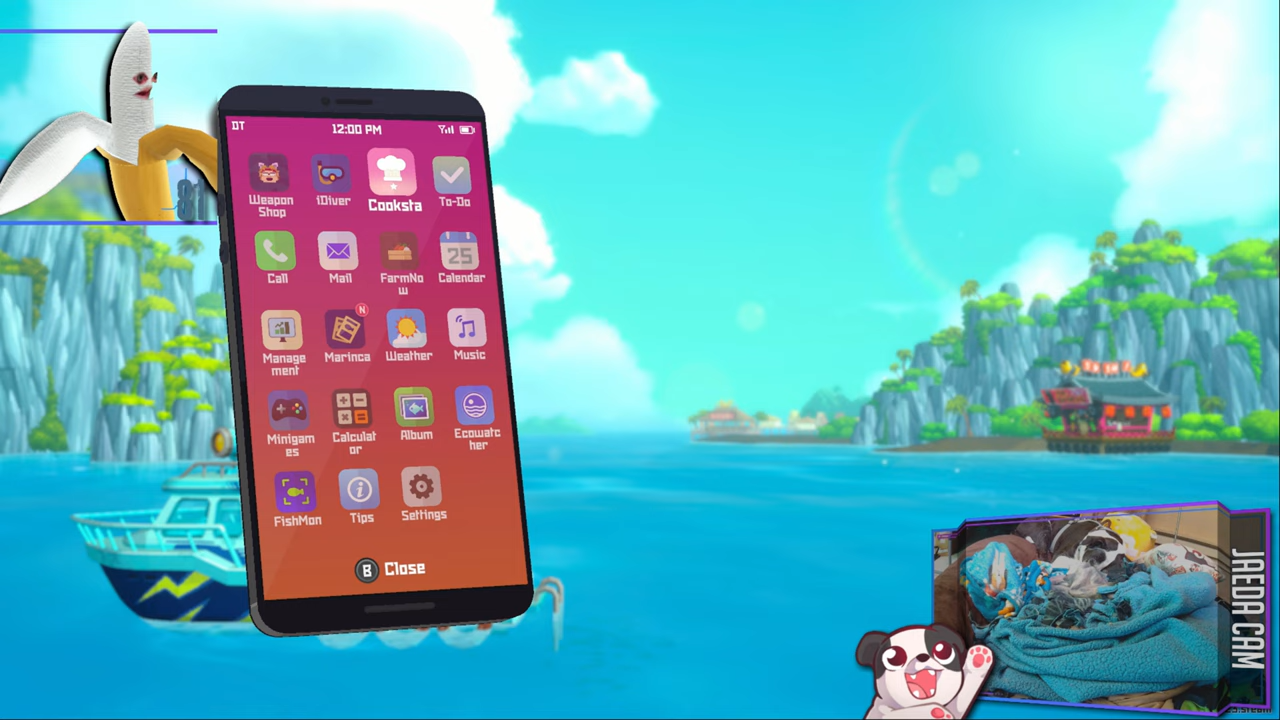 DT
12:00 PM
Weapon
Shop
iDiver
Cooksta
To-Do
Call
Mail
FarmNo
w
25
Calendar
Manage
ment
N
Marinca
Weather
Music
Minigam
es
Calculat
or
Album
Ecowatc
her
FishMon
Tips
Settings
B Close
JAEDA CAM